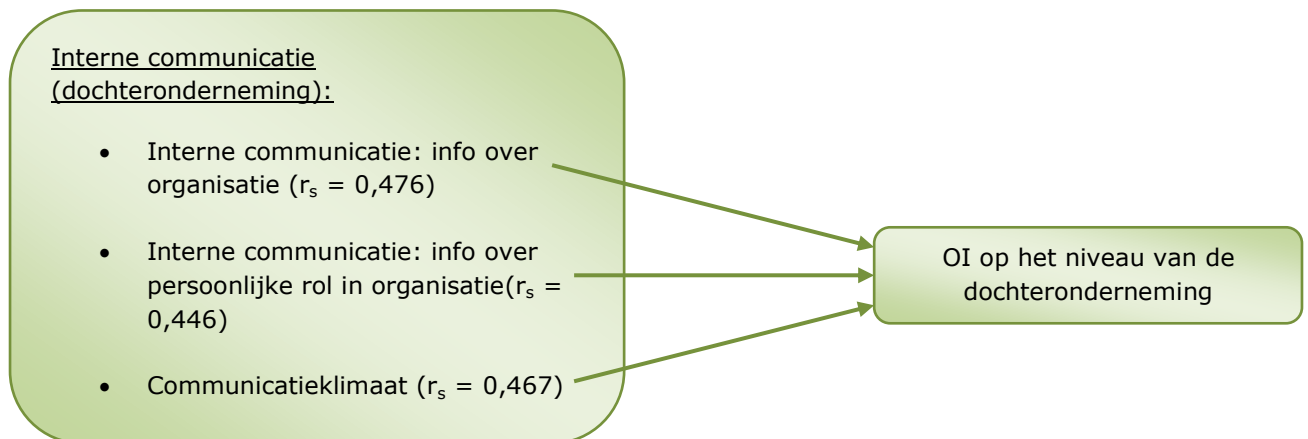 Interne communicatie
(dochteronderneming):
• Interne communicatie: info over
organisatie (rs = 0,476)
• Interne communicatie: info over
persoonlijke rol in organisatie(rs =
0,446)
• Communicatieklimaat (rs = 0,467)
OI op het niveau van de
dochteronderneming